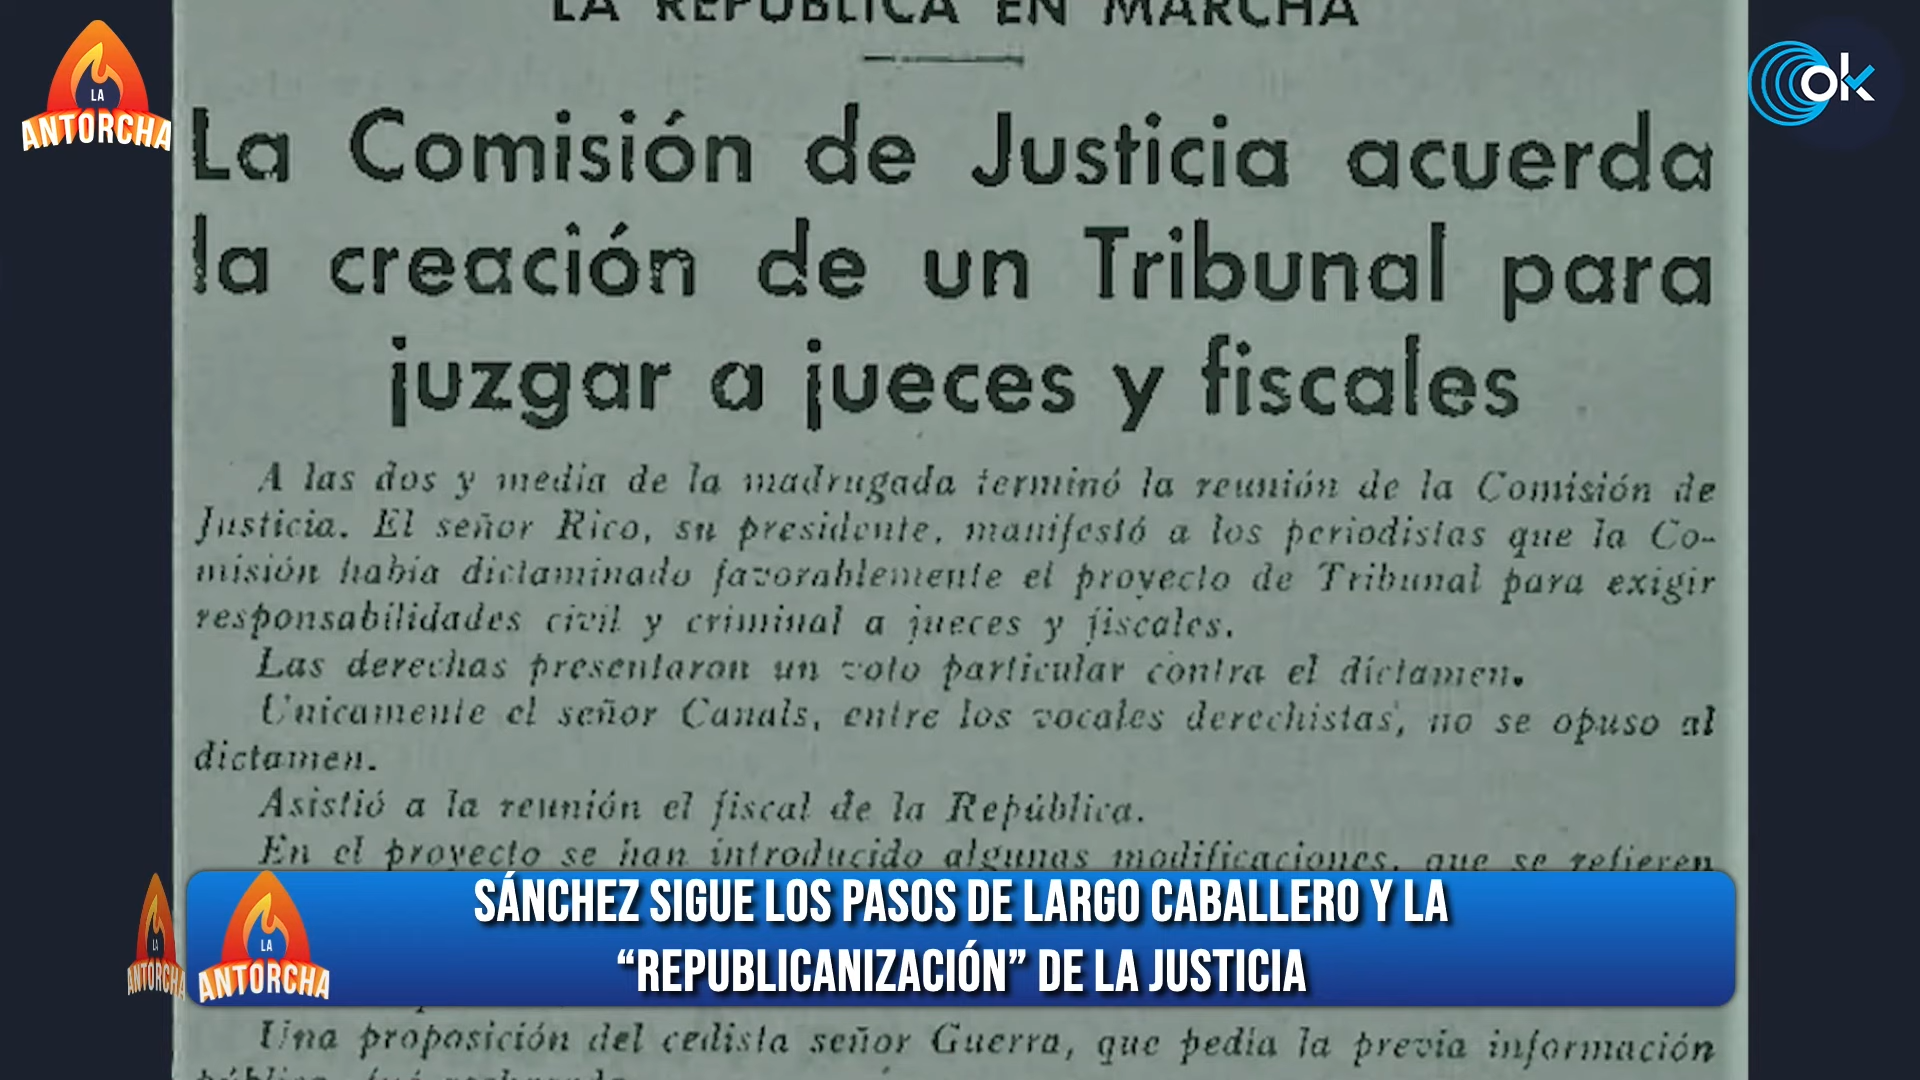 LA REPÚBLICA EN MARCHA
LA
ANTORCHA
ok
La Comisión de Justicia acuerda
la creación de un Tribunal para
juzgar a jueces y fiscales
A las dos y media de la madrugada terminó la reunión de la Comisión de
Justicia. El señor Rico, su presidente, manifestó a los periodistas que la Co-
misión había dictaminado favorablemente el proyecto de Tribunal para exigir
responsabilidades civil y criminal a jueces y fiscales.
Las derechas presentaron un voto particular contra el dictamen.
Unicamente el señor Canals, entre los vocales derechistas, no se opuso al
dictamen.
Asistió a la reunión el fiscal de la República.
En el proyecto se han introducido algunas modificaciones, que se refieren
LA
ANTORCHA
LA
ANTORCHA
SÁNCHEZ SIGUE LOS PASOS DE LARGO CABALLERO Y LA
“REPUBLICANIZACIÓN” DE LA JUSTICIA
Una proposición del cedista señor Guerra, que pedía la previa información